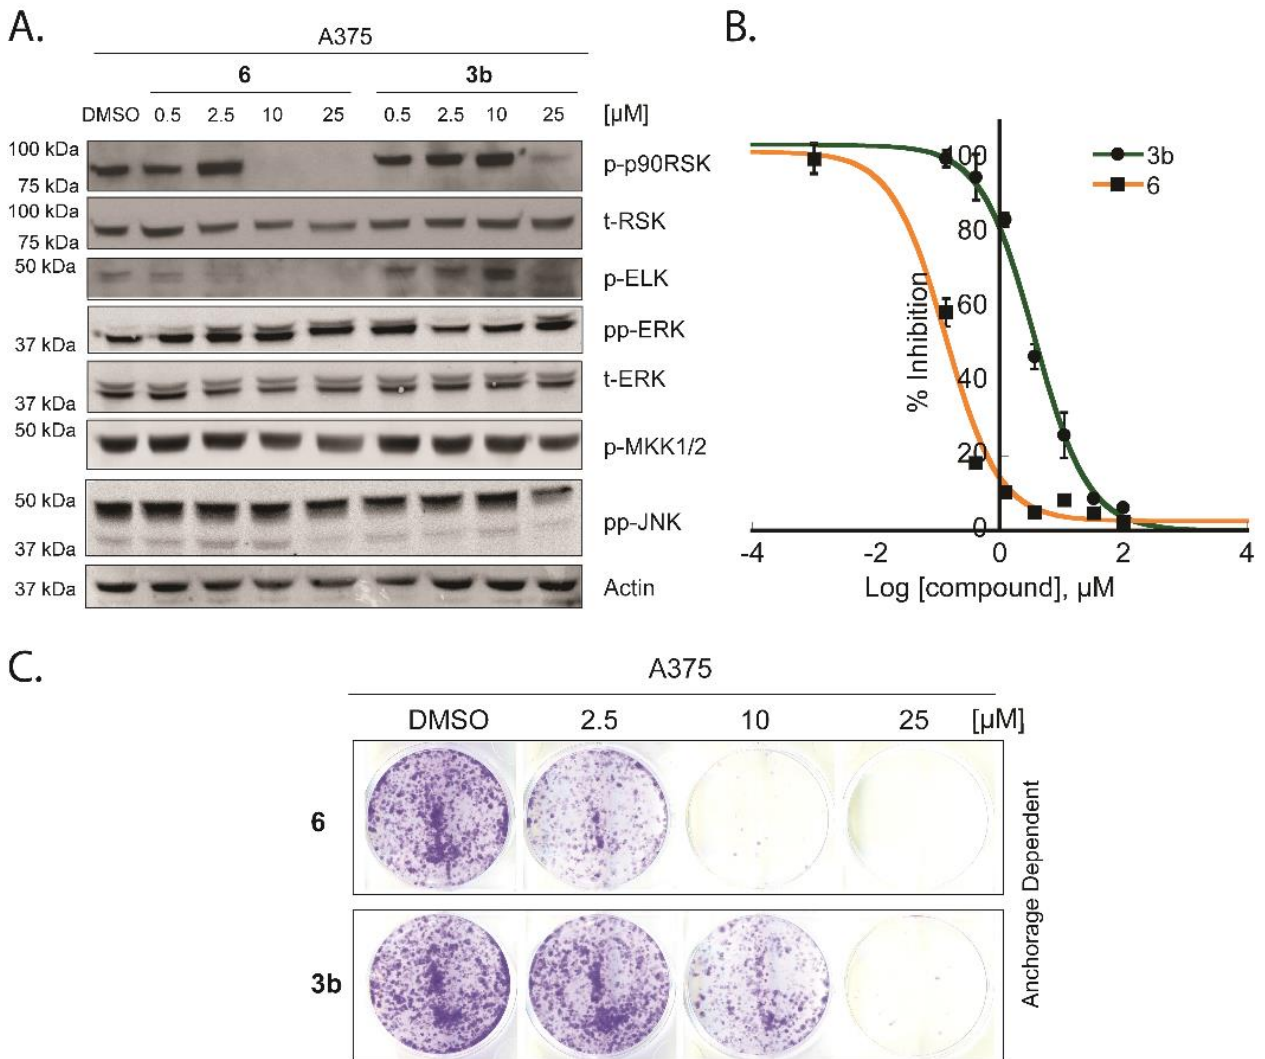 A.
A375
6 3b
DMSO 0.5 2.5 10 25 0.5 2.5 10 25 [µM]
100 kDa
75 kDa
p-p90RSK
100 kDa
75 kDa
t-RSK
50 kDa
p-ELK
37 kDa
pp-ERK
37 kDa
t-ERK
50 kDa
p-MKK1/2
50 kDa
37 kDa
pp-JNK
37 kDa
Actin
B.
100
80
60
40
20
0
% Inhibition
-4 -2 0 2 4
Log [compound], µM
3b
6
C.
A375
DMSO 2.5 10 25 [µM]
6
3b
Anchorage Dependent